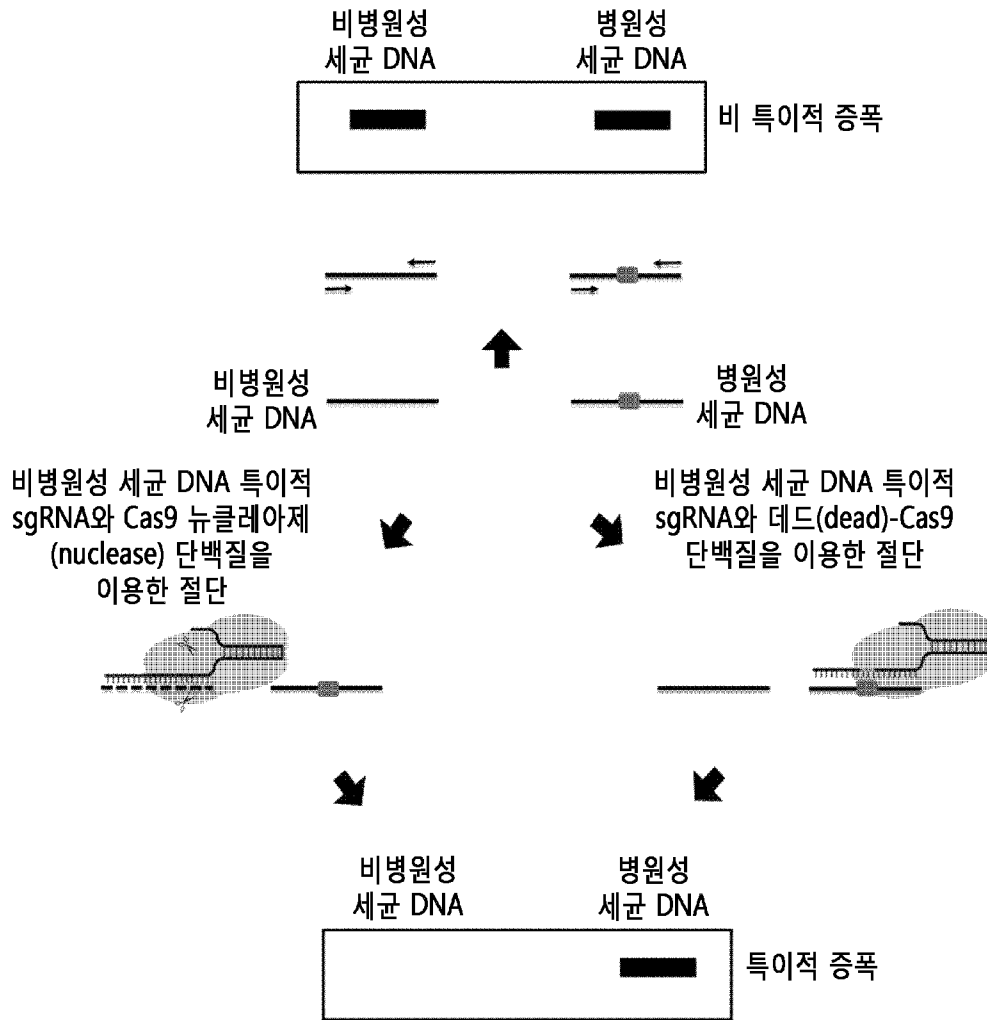 비병원성
세균 DNA
병원성
세균 DNA
비 특이적 증폭
비병원성
세균 DNA
병원성
세균 DNA
비병원성 세균 DNA 특이적
sgRNA와 Cas9 뉴클레아제
(nuclease) 단백질을
이용한 절단
비병원성 세균 DNA 특이적
sgRNA와 데드(dead)-Cas9
단백질을 이용한 절단
비병원성
세균 DNA
병원성
세균 DNA
특이적 증폭